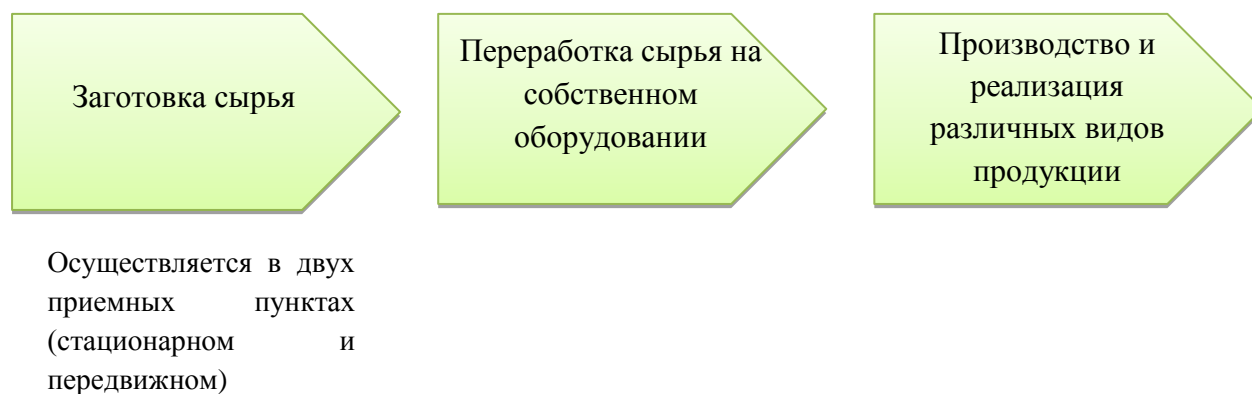 Заготовка сырья
Переработка сырья на
собственном
оборудовании
Производство и
реализация
различных видов
продукции
Осуществляется в двух
приемных пунктах
(стационарном и
передвижном)